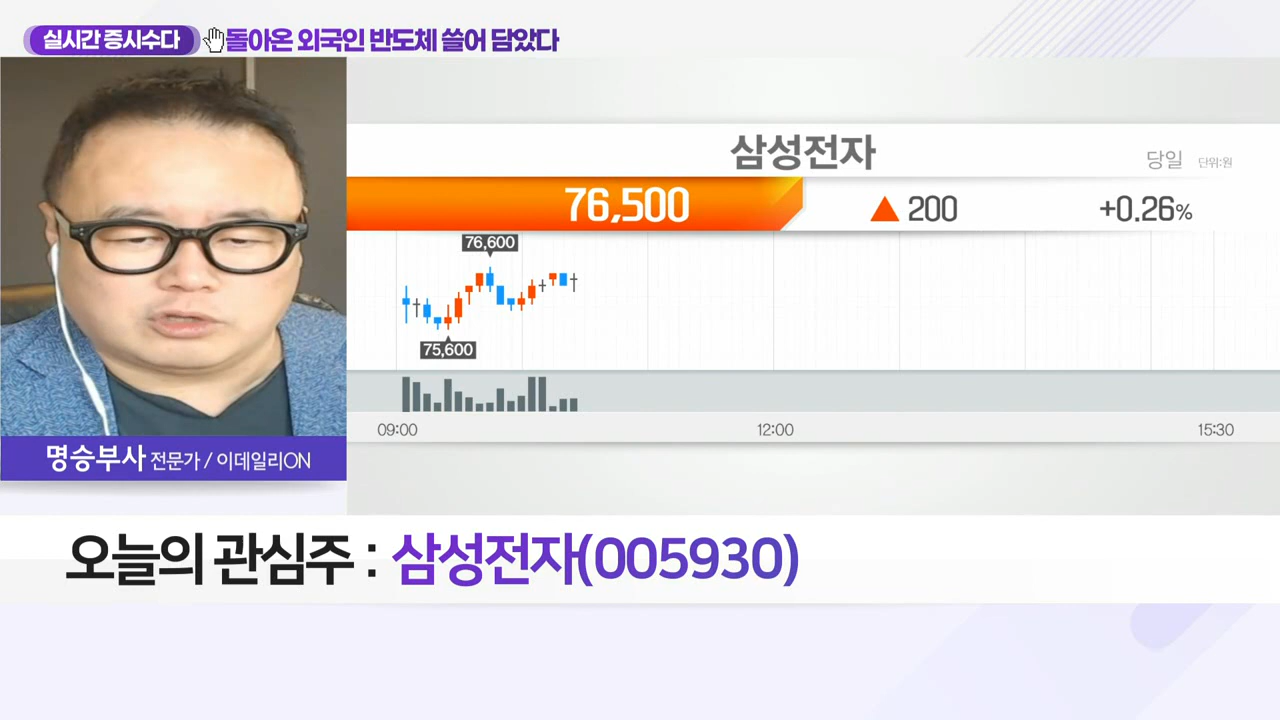 실시간 증시수다 돌아온 외국인 반도체 쓸어 담았다
삼성전자
당일 단위:원
76,500 ▲ 200 +0.26%
76,600
75,600
09:00 12:00 15:30
명승부사 전문가 / 이데일리ON
오늘의 관심주 : 삼성전자(005930)